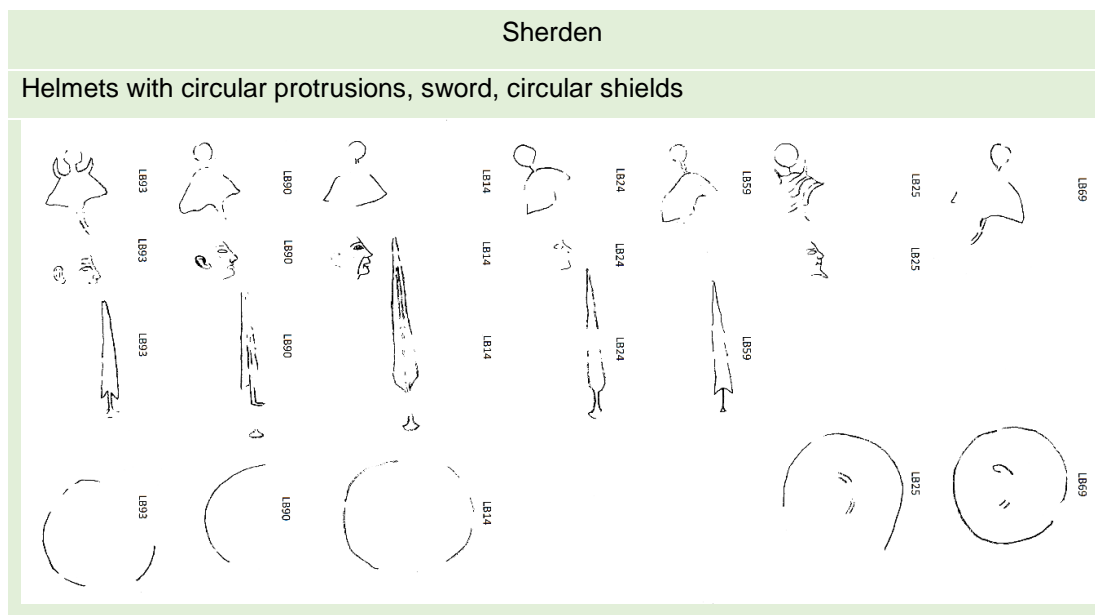 Sherden
Helmets with circular protrusions, sword, circular shields
LB93
LB90
LB14
LB24
LB59
LB25
LB69
LB93
LB90
LB14
LB24
LB25
LB93
LB90
LB14
LB24
LB59
LB93
LB90
LB14
LB25
LB69